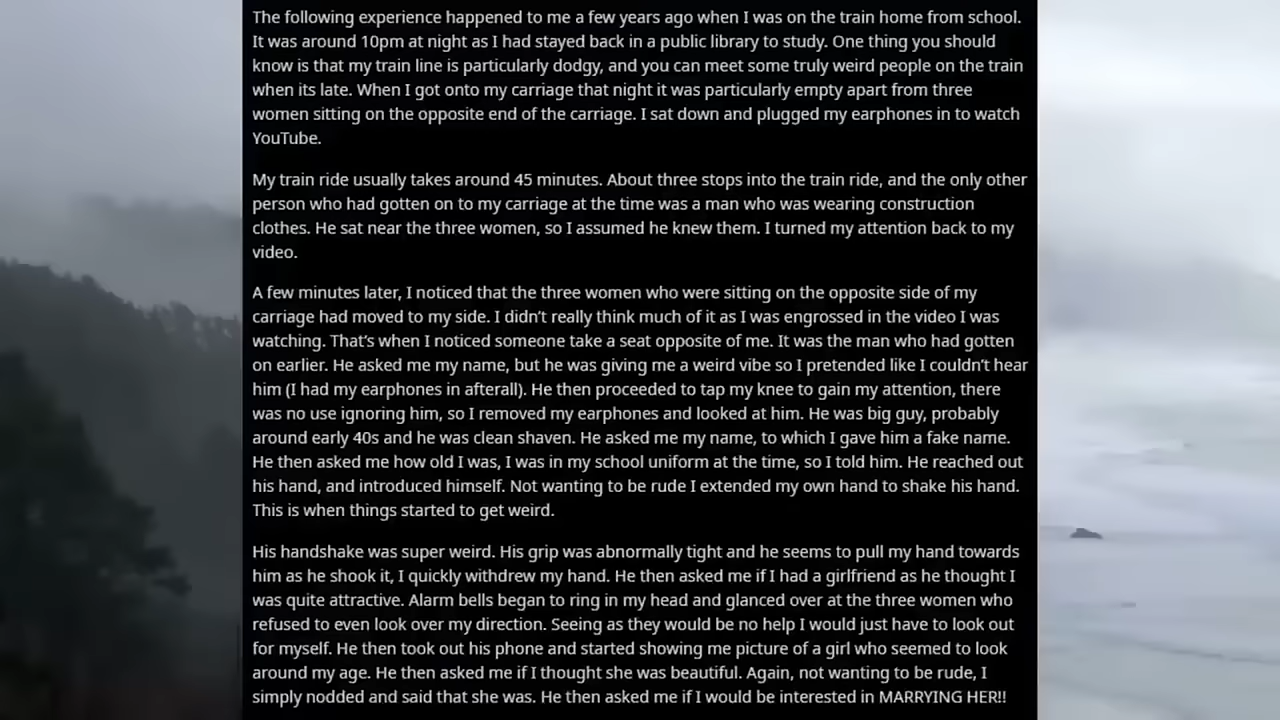 The following experience happened to me a few years ago when I was on the train home from school.
It was around 10pm at night as I had stayed back in a public library to study. One thing you should
know is that my train line is particularly dodgy, and you can meet some truly weird people on the train
when its late. When I got onto my carriage that night it was particularly empty apart from three
women sitting on the opposite end of the carriage. I sat down and plugged my earphones in to watch
YouTube.
My train ride usually takes around 45 minutes. About three stops into the train ride, and the only other
person who had gotten on to my carriage at the time was a man who was wearing construction
clothes. He sat near the three women, so I assumed he knew them. I turned my attention back to my
video.
A few minutes later, I noticed that the three women who were sitting on the opposite side of my
carriage had moved to my side. I didn’t really think much of it as I was engrossed in the video I was
watching. That’s when I noticed someone take a seat opposite of me. It was the man who had gotten
on earlier. He asked me my name, but he was giving me a weird vibe so I pretended like I couldn’t hear
him (I had my earphones in afterall). He then proceeded to tap my knee to gain my attention, there
was no use ignoring him, so I removed my earphones and looked at him. He was big guy, probably
around early 40s and he was clean shaven. He asked me my name, to which I gave him a fake name.
He then asked me how old I was, I was in my school uniform at the time, so I told him. He reached out
his hand, and introduced himself. Not wanting to be rude I extended my own hand to shake his hand.
This is when things started to get weird.
His handshake was super weird. His grip was abnormally tight and he seems to pull my hand towards
him as he shook it, I quickly withdrew my hand. He then asked me if I had a girlfriend as he thought I
was quite attractive. Alarm bells began to ring in my head and glanced over at the three women who
refused to even look over my direction. Seeing as they would be no help I would just have to look out
for myself. He then took out his phone and started showing me picture of a girl who seemed to look
around my age. He then asked me if I thought she was beautiful. Again, not wanting to be rude, I
simply nodded and said that she was. He then asked me if I would be interested in MARRYING HER!!